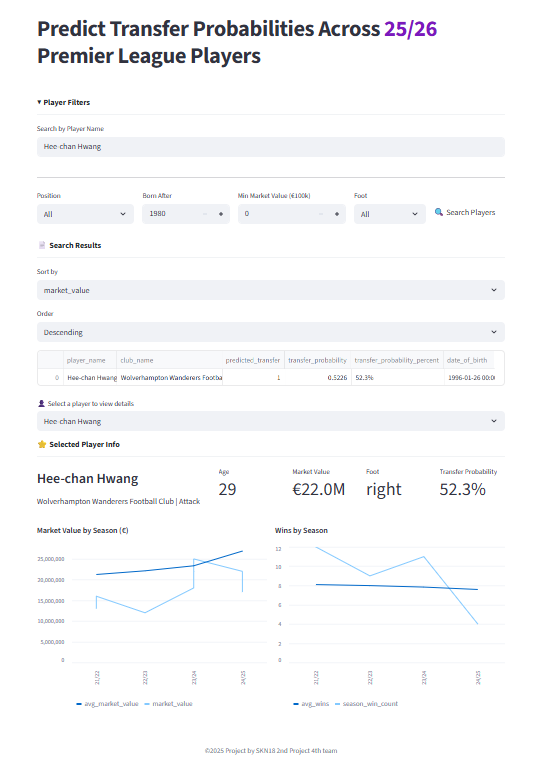 Predict Transfer Probabilities Across 25/26
Premier League Players
▾ Player Filters
Search by Player Name
Hee-chan Hwang
Position
Born After
Min Market Value (€100k)
Foot
All
1980
0
All
🔍 Search Players
Search Results
Sort by
market_value
Order
Descending
player_name club_name predicted_transfer transfer_probability transfer_probability_percent date_of_birth
0 Hee-chan Hwang Wolverhampton Wanderers Footba 1 0.5226 52.3% 1996-01-26 00:0
Select a player to view details
Hee-chan Hwang
Selected Player Info
Hee-chan Hwang
Wolverhampton Wanderers Football Club | Attack
Age
29
Market Value
€22.0M
Foot
right
Transfer Probability
52.3%
Market Value by Season (€)
25,000,000
20,000,000
15,000,000
10,000,000
5,000,000
0
21/22
22/23
23/24
24/25
avg_market_value market_value
Wins by Season
12
10
8
6
4
2
0
21/22
22/23
23/24
24/25
avg_wins season_win_count
©2025 Project by SKN18 2nd Project 4th team